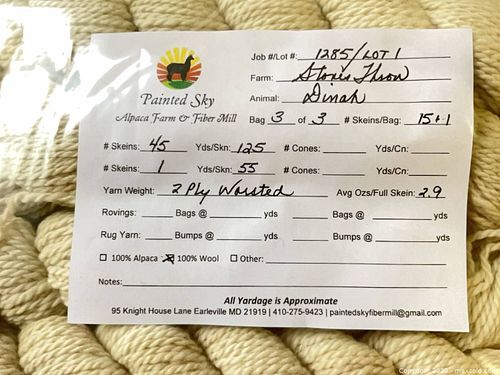 Job #/Lot #: 1285/LOT 1
Farm: Stones Throw
Animal: Dinah
Painted Sky
Alpaca Farm & Fiber Mill
Bag 3 of 3 # Skeins/Bag: 15+1
# Skeins: 45 Yds/Skn: 125 # Cones: Yds/Cn:
# Skeins: 1 Yds/Skn: 55 # Cones: Yds/Cn:
Yarn Weight: 2 Ply Worsted Avg Ozs/Full Skein: 2.9
Rovings: Bags @ yds Bags @ yds
Rug Yarn: Bumps @ yds Bumps @ yds
100% Alpaca 100% Wool Other:
Notes:
All Yardage is Approximate
95 Knight House Lane Earleville MD 21919 | 410-275-9423 | paintedskyfibermill@gmail.com